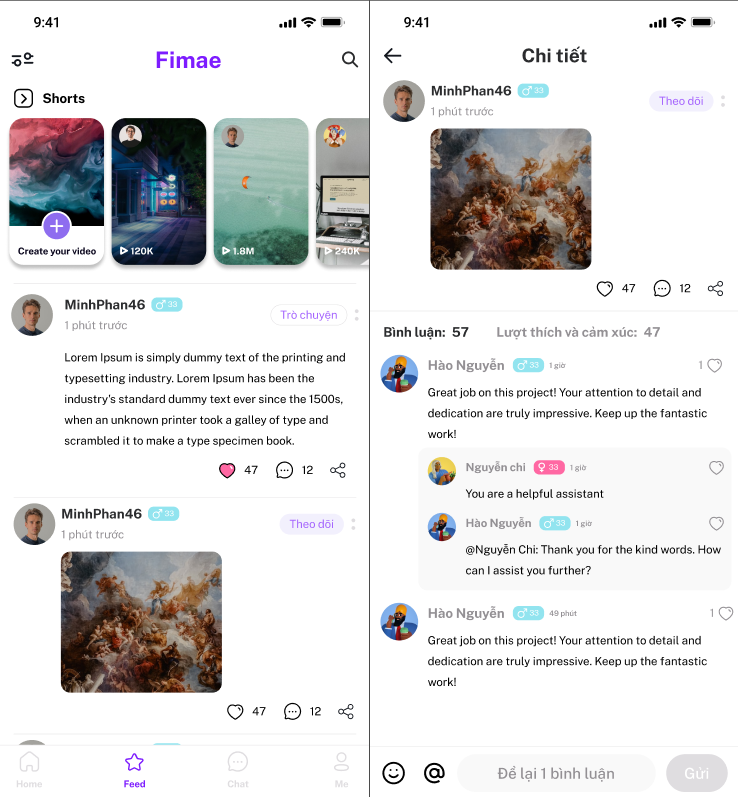 9:41
Fimae
Shorts
Create your video
120K
1.8M
240K
MinhPhan46 33
1 phút trước
Trò chuyện
Lorem Ipsum is simply dummy text of the printing and
typesetting industry. Lorem Ipsum has been the
industry's standard dummy text ever since the 1500s,
when an unknown printer took a galley of type and
scrambled it to make a type specimen book.
47 12
MinhPhan46 33
1 phút trước
Theo dõi
47 12
Home
Feed
Chat
Me
9:41
Chi tiết
MinhPhan46 33
1 phút trước
Theo dõi
47 12
Bình luận: 57 Lượt thích và cảm xúc: 47
Hào Nguyễn 33 1 giờ 1
Great job on this project! Your attention to detail and
dedication are truly impressive. Keep up the fantastic
work!
Nguyễn chi 33 1 giờ
You are a helpful assistant
Hào Nguyễn 33 1 giờ
@Nguyễn Chi: Thank you for the kind words. How
can I assist you further?
Hào Nguyễn 33 49 phút 1
Great job on this project! Your attention to detail and
dedication are truly impressive. Keep up the fantastic
work!
Để lại 1 bình luận
Gửi